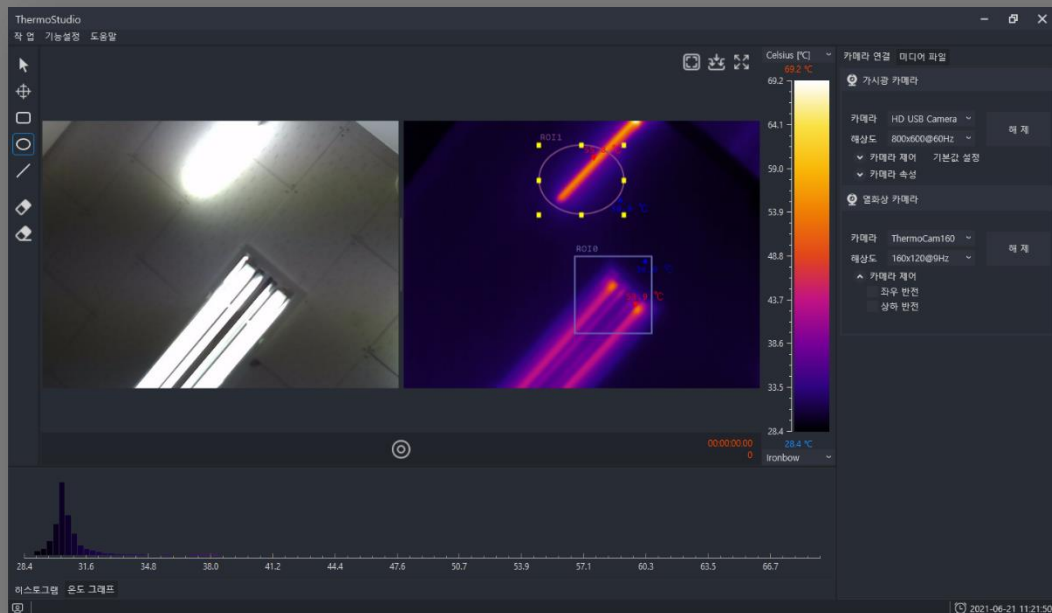 ThermoStudio
작 업 기능설정 도움말
Celsius [℃]
69.2 ℃
69.2
64.1
59.0
53.9
48.8
43.7
38.6
33.5
28.4
28.4 ℃
Ironbow
ROI1
ROI0
00:00:00.00
0
카메라 연결 미디어 파일
가시광 카메라
카메라 HD USB Camera
해상도 800x600@60Hz
해 제
카메라 제어 기본값 설정
카메라 속성
열화상 카메라
카메라 ThermoCam160
해상도 160x120@9Hz
해 제
카메라 제어
좌우 반전
상하 반전
28.4 31.6 34.8 38.0 41.2 44.4 47.6 50.7 53.9 57.1 60.3 63.5 66.7
히스토그램 온도 그래프
2021-06-21 11:21:50